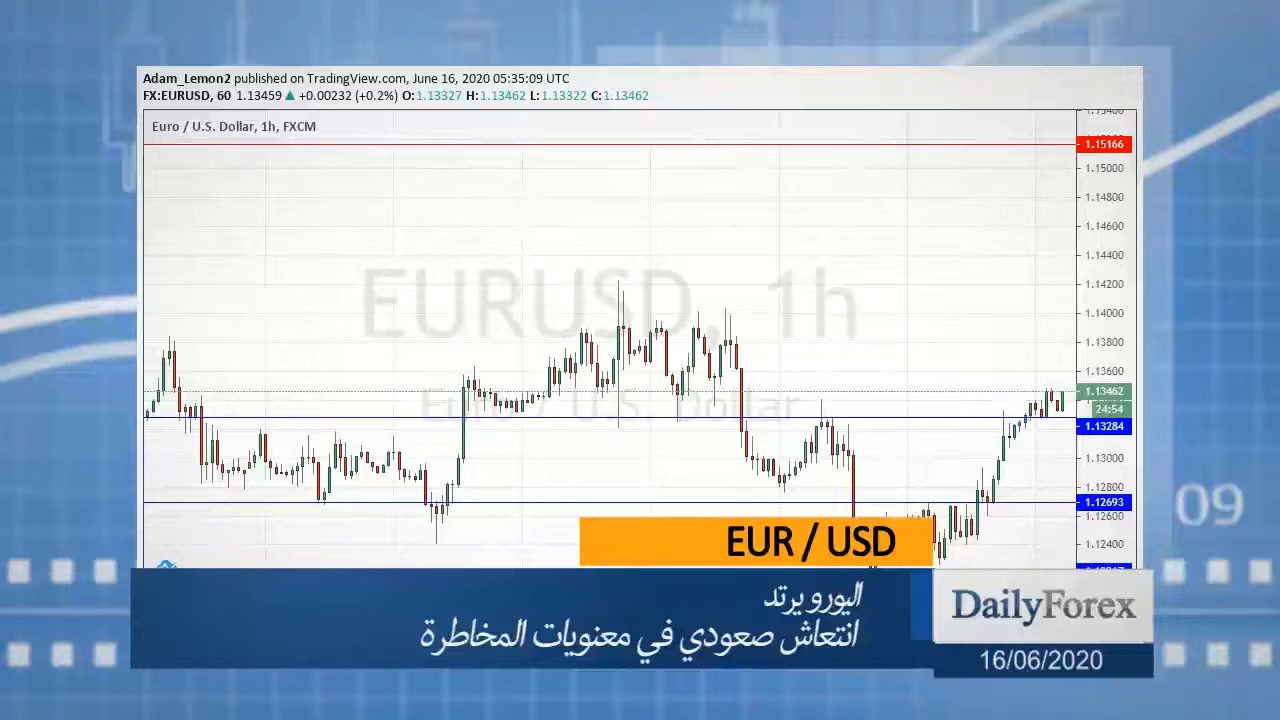 Adam_Lemon2 published on TradingView.com, June 16, 2020 05:35:09 UTC
FX:EURUSD, 60 1.13459 ▲ +0.00232 (+0.2%) O:1.13327 H:1.13462 L:1.13322 C:1.13462
Euro / U.S. Dollar, 1h, FXCM
1.15166
1.15000
1.14800
1.14600
1.14400
EURUSD, 1h
1.14200
1.14000
1.13800
1.13600
1.13462
Euro / U.S. Dollar
24:54
1.13284
1.13000
1.12800
1.12693
1.12600
1.12400
09
EUR / USD
اليورو يرتد
انتعاش صعودي في معنويات المخاطرة
DailyForex
16/06/2020